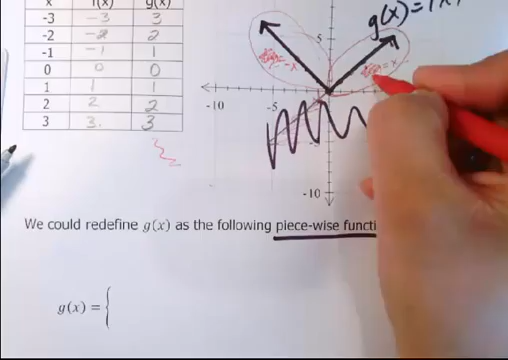 x f(x) g(x)
-3 -3 3
-2 -2 2
-1 -1 1
0 0 0
1 1 1
2 2 2
3 3. 3
g(x)=|x|
5
-10 -5
-10
We could redefine g(x) as the following piece-wise functi
g(x) = {